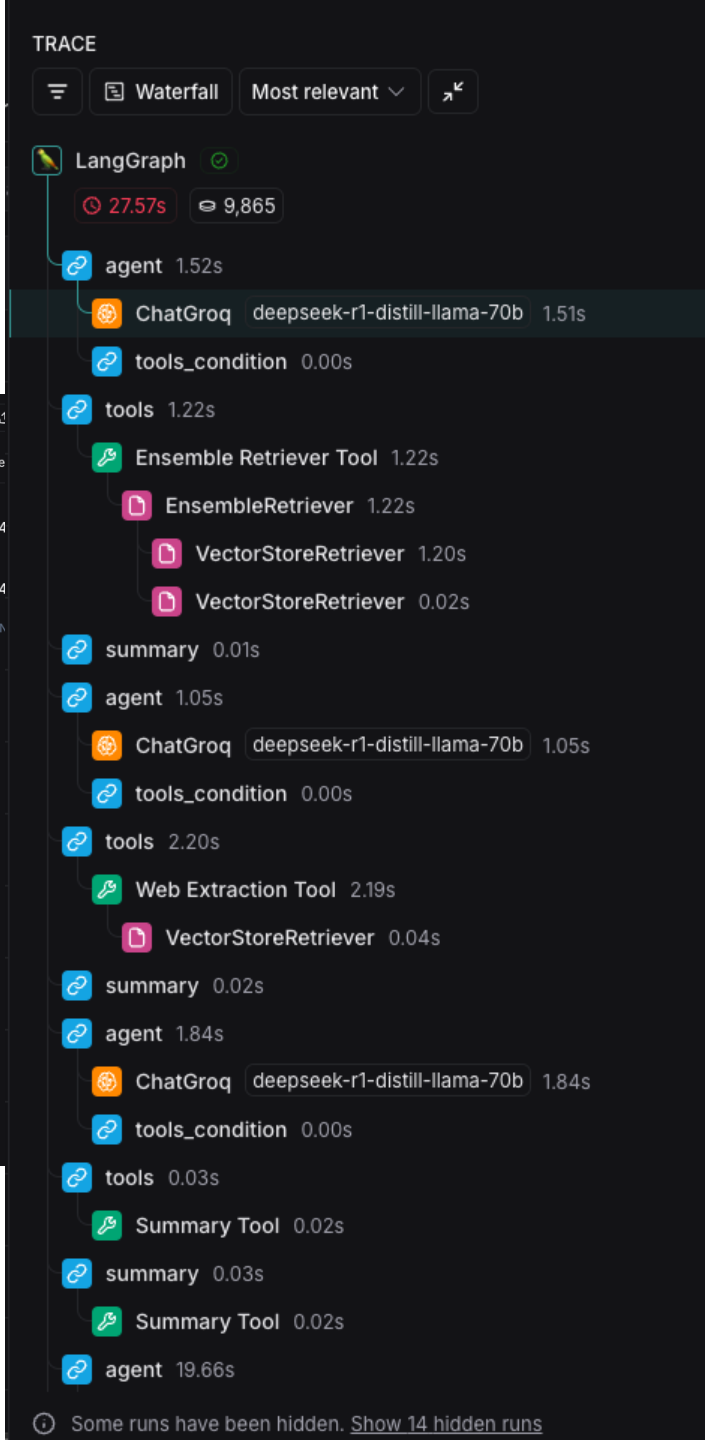 TRACE
Waterfall Most relevant
LangGraph
27.57s 9,865
agent 1.52s
ChatGroq deepseek-r1-distill-llama-70b 1.51s
tools_condition 0.00s
tools 1.22s
Ensemble Retriever Tool 1.22s
EnsembleRetriever 1.22s
VectorStoreRetriever 1.20s
VectorStoreRetriever 0.02s
summary 0.01s
agent 1.05s
ChatGroq deepseek-r1-distill-llama-70b 1.05s
tools_condition 0.00s
tools 2.20s
Web Extraction Tool 2.19s
VectorStoreRetriever 0.04s
summary 0.02s
agent 1.84s
ChatGroq deepseek-r1-distill-llama-70b 1.84s
tools_condition 0.00s
tools 0.03s
Summary Tool 0.02s
summary 0.03s
Summary Tool 0.02s
agent 19.66s
Some runs have been hidden. Show 14 hidden runs